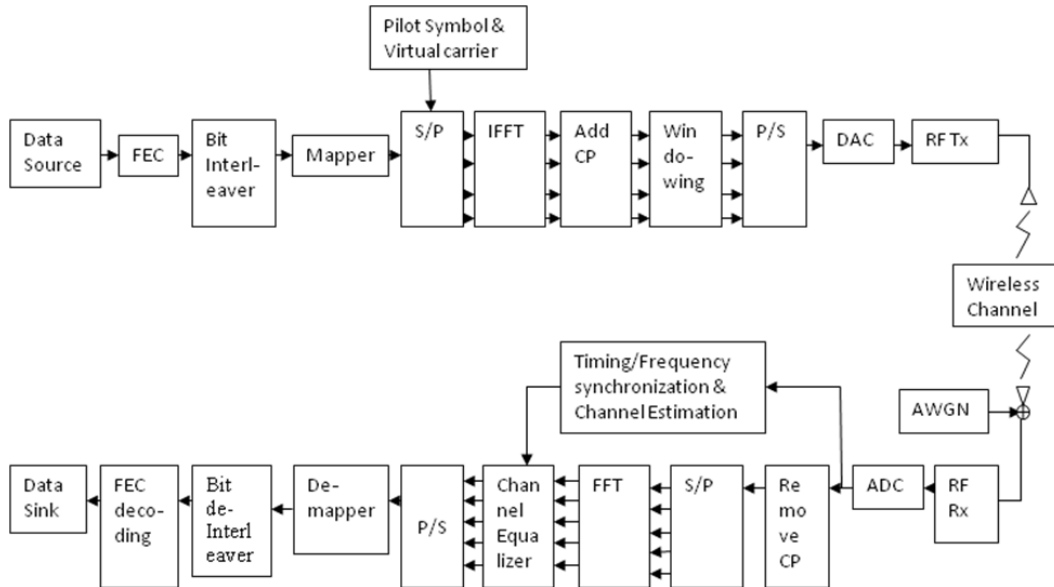 Pilot Symbol &
Virtual carrier
Data
Source
FEC
Bit
Interl-
eaver
Mapper
S/P
IFFT
Add
CP
Win
do-
wing
P/S
DAC
RF Tx
Wireless
Channel
Timing/Frequency
synchronization &
Channel Estimation
AWGN
Data
Sink
FEC
deco-
ding
Bit
de-
Interl
eaver
De-
mapper
P/S
Chan
nel
Equa
lizer
FFT
S/P
Re
mo
ve
CP
ADC
RF
Rx